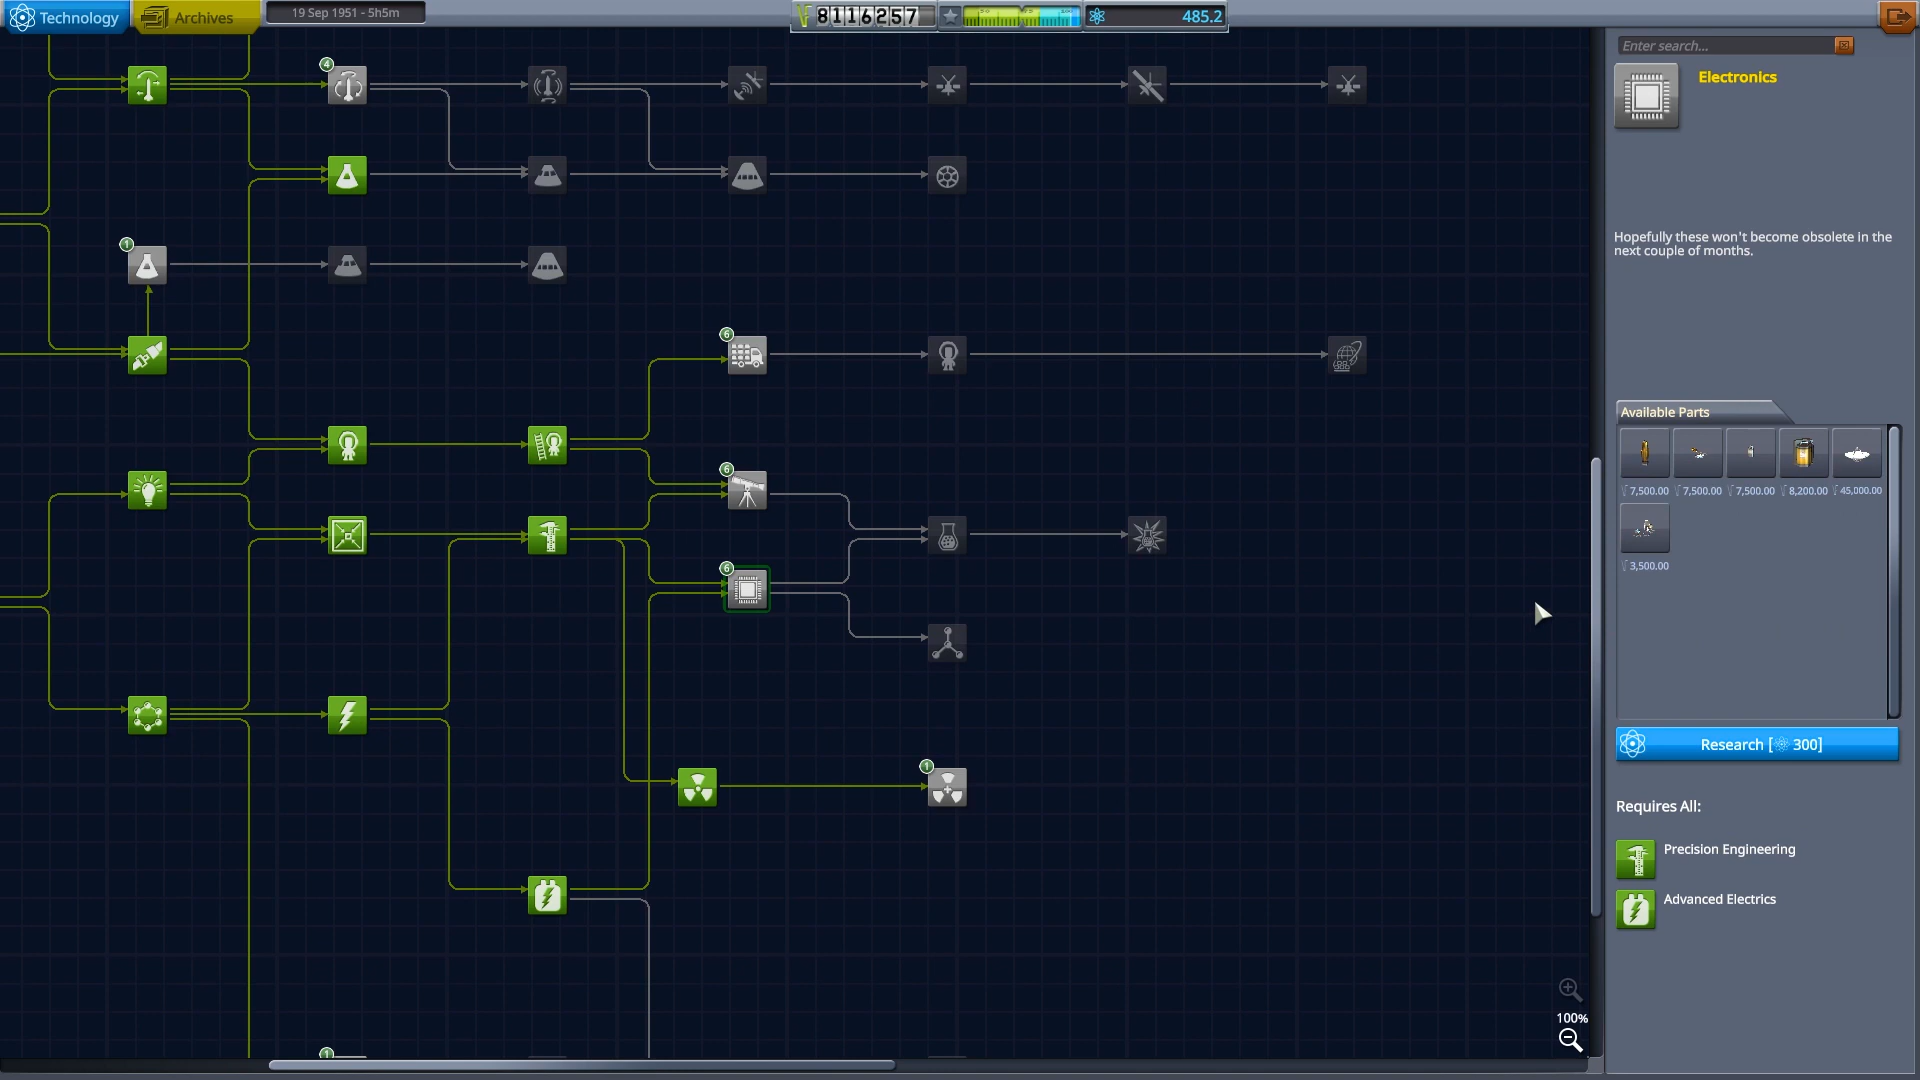 Technology
Archives
19 Sep 1951 - 5h5m
8116257
50
75
100
485.2
Enter search...
Electronics
Hopefully these won't become obsolete in the
next couple of months.
Available Parts
7,500.00
7,500.00
7,500.00
8,200.00
45,000.00
3,500.00
Research [ 300]
Requires All:
Precision Engineering
Advanced Electrics
4
1
6
6
6
1
1
100%